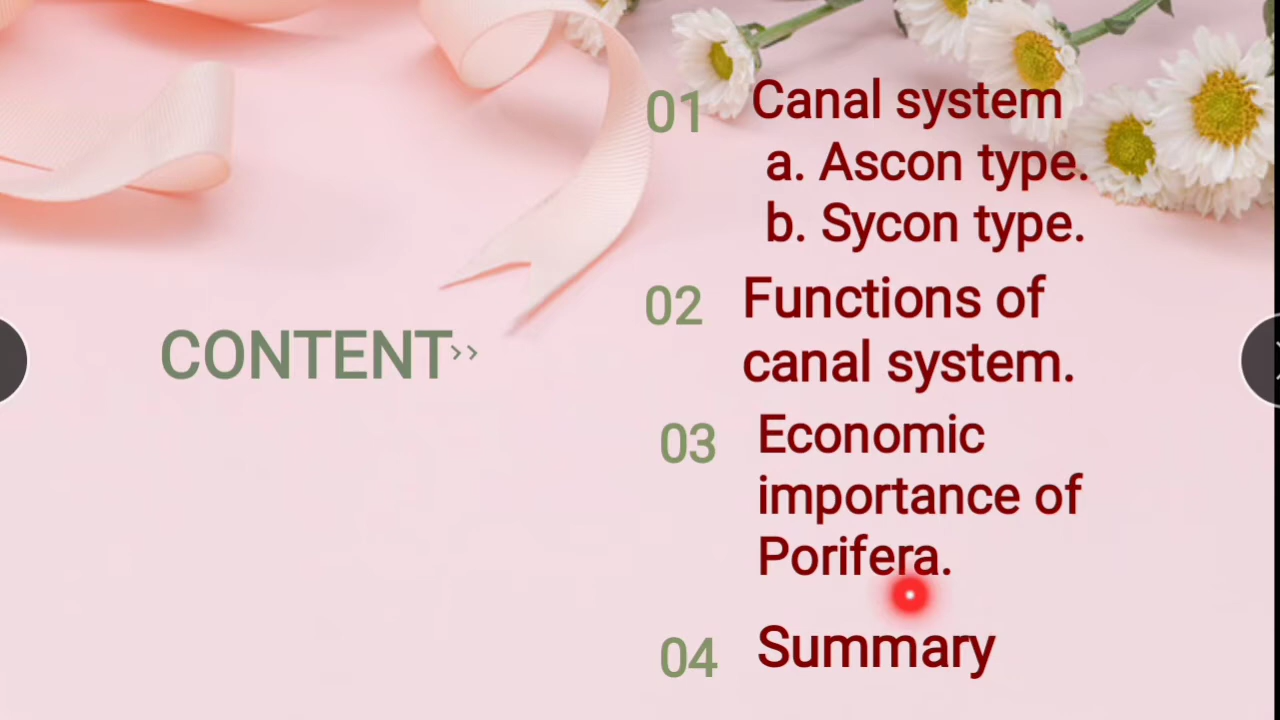 CONTENT››
01 Canal system
a. Ascon type.
b. Sycon type.
02 Functions of
canal system.
03 Economic
importance of
Porifera.
04 Summary